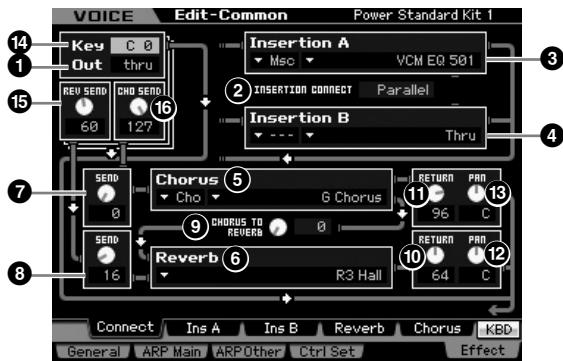 VOICE Edit-Common Power Standard Kit 1
14 Key C 0
1 Out thru
Insertion A
▼ Msc ▼ VCM EQ 501 3
2 INSERTION CONNECT Parallel
15 REV SEND CHO SEND 16
60 127
Insertion B
▼ --- ▼ Thru 4
7 SEND
0
Chorus 5
▼ Cho ▼ G Chorus
RETURN PAN
11 13
96 C
9 CHORUS TO REVERB 0
8 SEND
16
Reverb 6
▼ R3 Hall
RETURN PAN
10 12
64 C
Connect Ins A Ins B Reverb Chorus KBD
General ARP Main ARP Other Ctrl Set Effect